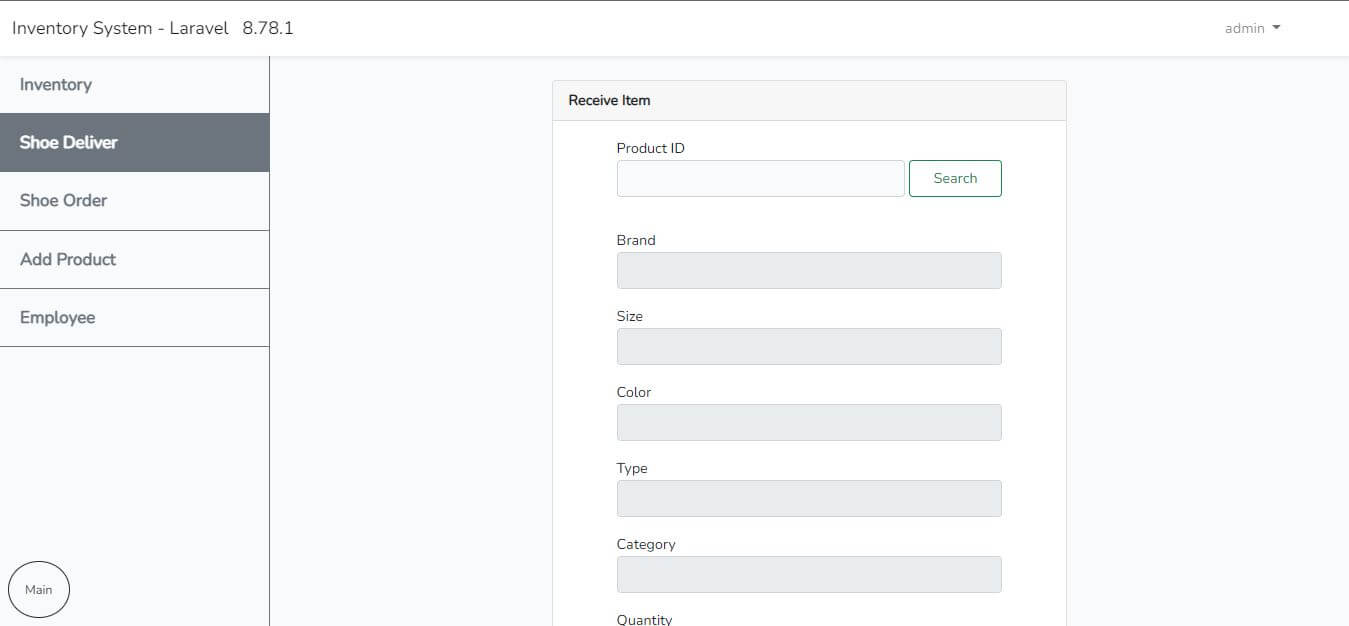 Inventory System - Laravel 8.78.1
admin
Inventory
Shoe Deliver
Shoe Order
Add Product
Employee
Main
Receive Item
Product ID
Search
Brand
Size
Color
Type
Category
Quantity